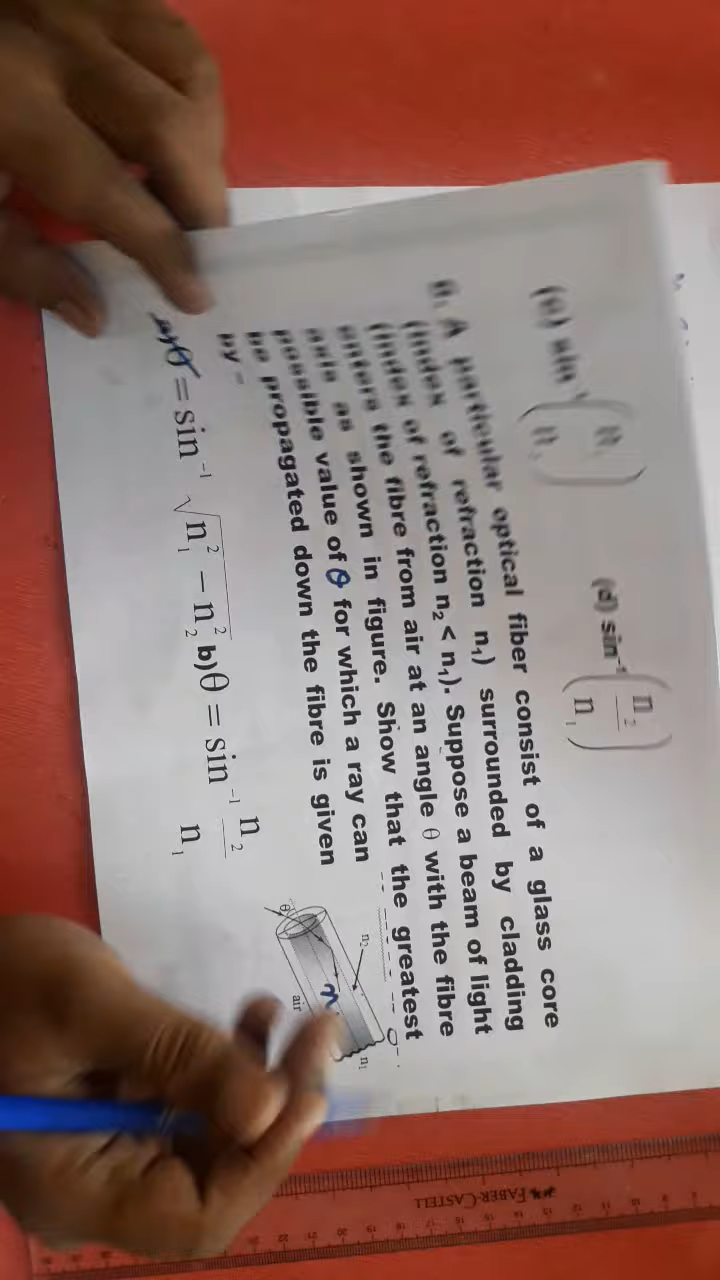 (d) sin⁻¹ (n₂/n₁)
A particular optical fiber consist of a glass core
(index of refraction n₁) surrounded by cladding
(index of refraction n₂ < n₁). Suppose a beam of light
enters the fibre from air at an angle θ with the fibre
axis as shown in figure. Show that the greatest
possible value of θ for which a ray can
be propagated down the fibre is given
by -
θ = sin⁻¹ √(n₁² − n₂²) b) θ = sin⁻¹ n₂/n₁
θ
n₂
n₁
air
FABER-CASTELL